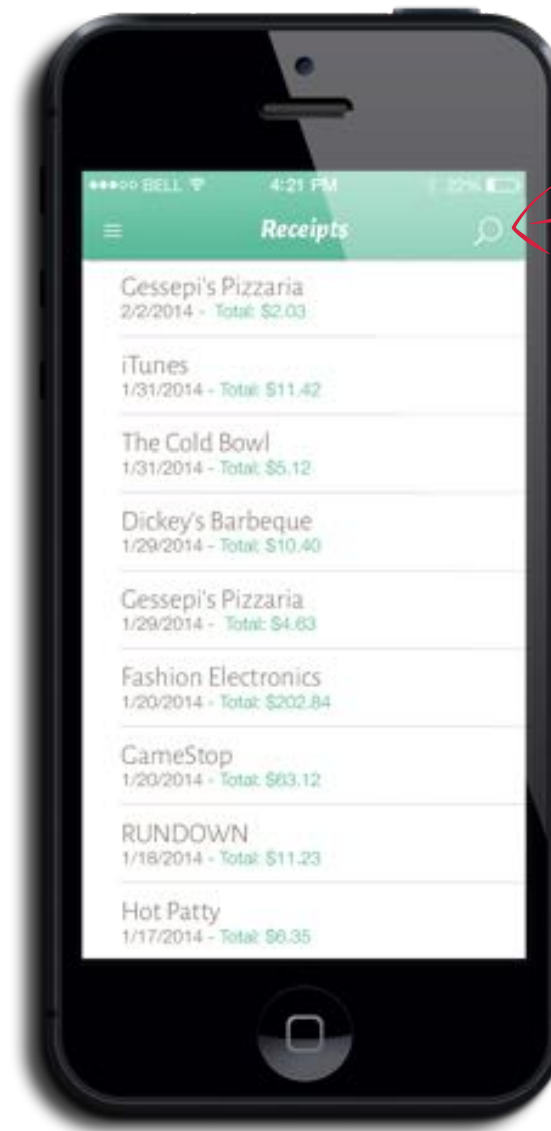 BELL 4:21 PM 22%
Receipts
Gessepi's Pizzaria
2/2/2014 - Total: $2.03
iTunes
1/31/2014 - Total: $11.42
The Cold Bowl
1/31/2014 - Total: $5.12
Dickey's Barbeque
1/29/2014 - Total: $10.40
Gessepi's Pizzaria
1/29/2014 - Total: $4.63
Fashion Electronics
1/20/2014 - Total: $202.84
GameStop
1/20/2014 - Total: $63.12
RUNDOWN
1/18/2014 - Total: $11.23
Hot Patty
1/17/2014 - Total: $6.35